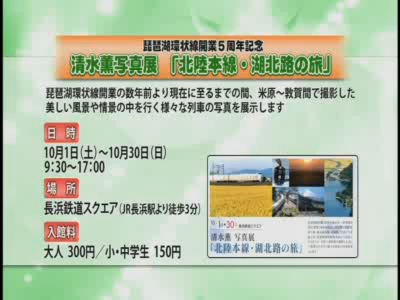 琵琶湖環状線開業5周年記念
清水薫写真展 「北陸本線・湖北路の旅」
琵琶湖環状線開業の数年前より現在に至るまでの間、米原~敦賀間で撮影した
美しい風景や情景の中を行く様々な列車の写真を展示します
日 時
10月1日(土)~10月30日(日)
9:30~17:00
場 所
長浜鉄道スクエア(JR長浜駅より徒歩3分)
入館料
大人 300円/小・中学生 150円
清水薫 写真展
「北陸本線・湖北路の旅」